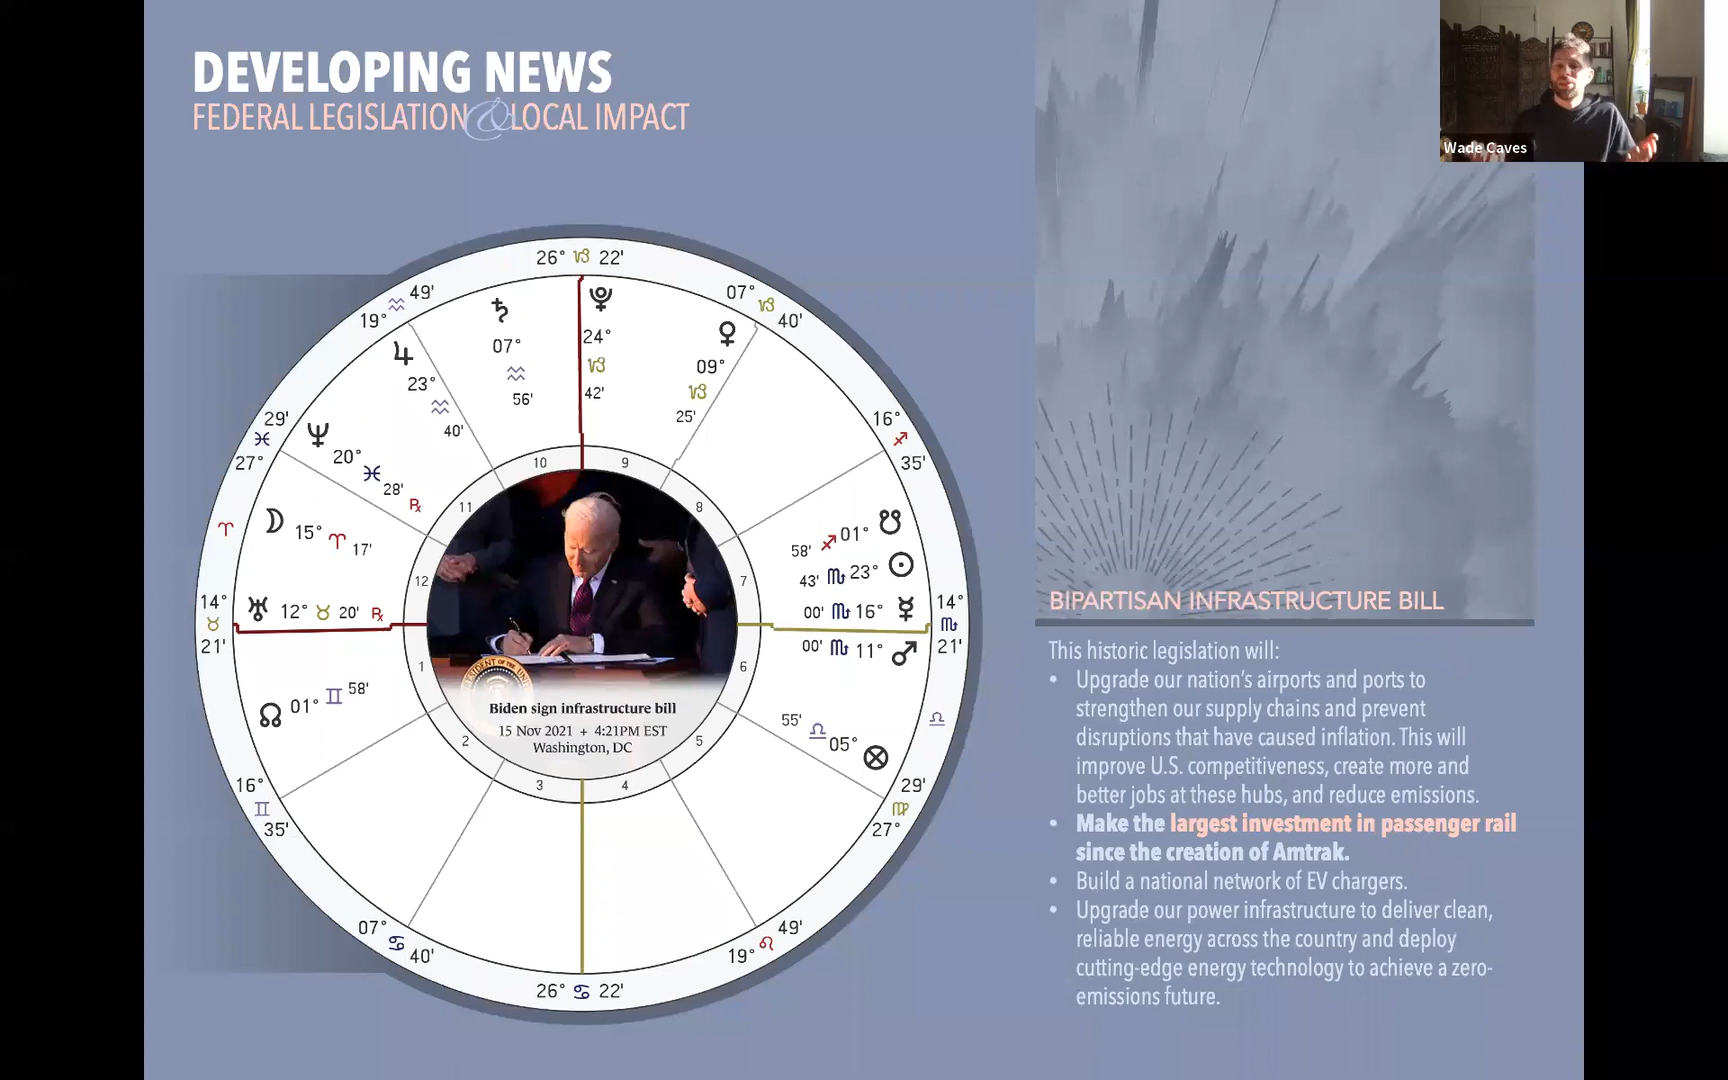 DEVELOPING NEWS
FEDERAL LEGISLATION & LOCAL IMPACT
Wade Caves
26° ♑ 22'
07° ♑ 40'
16° ♐ 35'
14° ♏ 21'
♎
29' ♍ 27°
19° ♌ 49'
26° ♋ 22'
07° ♋ 40'
16° ♊ 35'
14° ♉ 21'
♈
29' ♓ 27°
19° ♒ 49'
♄ 07° ♒ 56'
♇ 24° ♑ 42'
♀ 09° ♑ 25'
♃ 23° ♒ 40'
♆ 20° ♓ 28' ℞
☽ 15° ♈ 17'
♅ 12° ♉ 20' ℞
☊ 01° ♊ 58'
58' ♐ 01° ☋
43' ♏ 23° ☉
00' ♏ 16° ☿
00' ♏ 11° ♂
55' ♎ 05° ⊗
10
9
11
8
12
7
1
6
2
5
3
4
PRESIDENT OF THE UNI
Biden sign infrastructure bill
15 Nov 2021 + 4:21PM EST
Washington, DC
BIPARTISAN INFRASTRUCTURE BILL
This historic legislation will:
• Upgrade our nation's airports and ports to
strengthen our supply chains and prevent
disruptions that have caused inflation. This will
improve U.S. competitiveness, create more and
better jobs at these hubs, and reduce emissions.
• Make the largest investment in passenger rail
since the creation of Amtrak.
• Build a national network of EV chargers.
• Upgrade our power infrastructure to deliver clean,
reliable energy across the country and deploy
cutting-edge energy technology to achieve a zero-
emissions future.